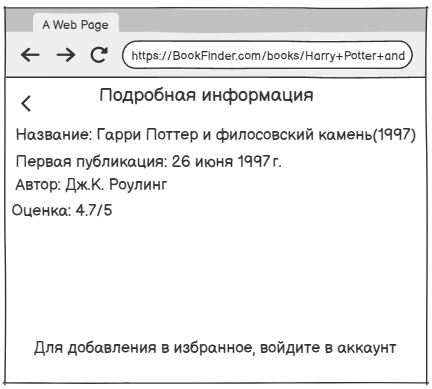 A Web Page
https://BookFinder.com/books/Harry+Potter+and
Подробная информация
Название: Гарри Поттер и филосовский камень(1997)
Первая публикация: 26 июня 1997 г.
Автор: Дж.К. Роулинг
Оценка: 4.7/5
Для добавления в избранное, войдите в аккаунт